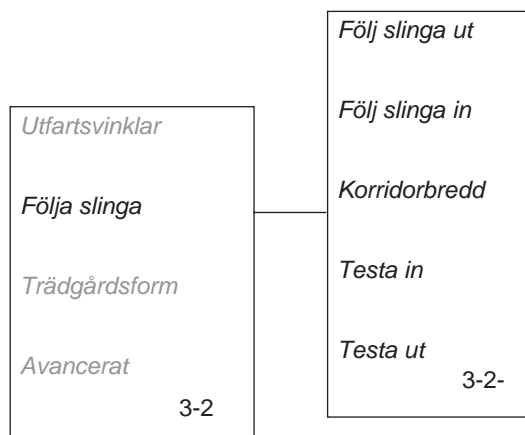 Utfartsvinklar
Följa slinga
Trädgårdsform
Avancerat
3-2
Följ slinga ut
Följ slinga in
Korridorbredd
Testa in
Testa ut
3-2-